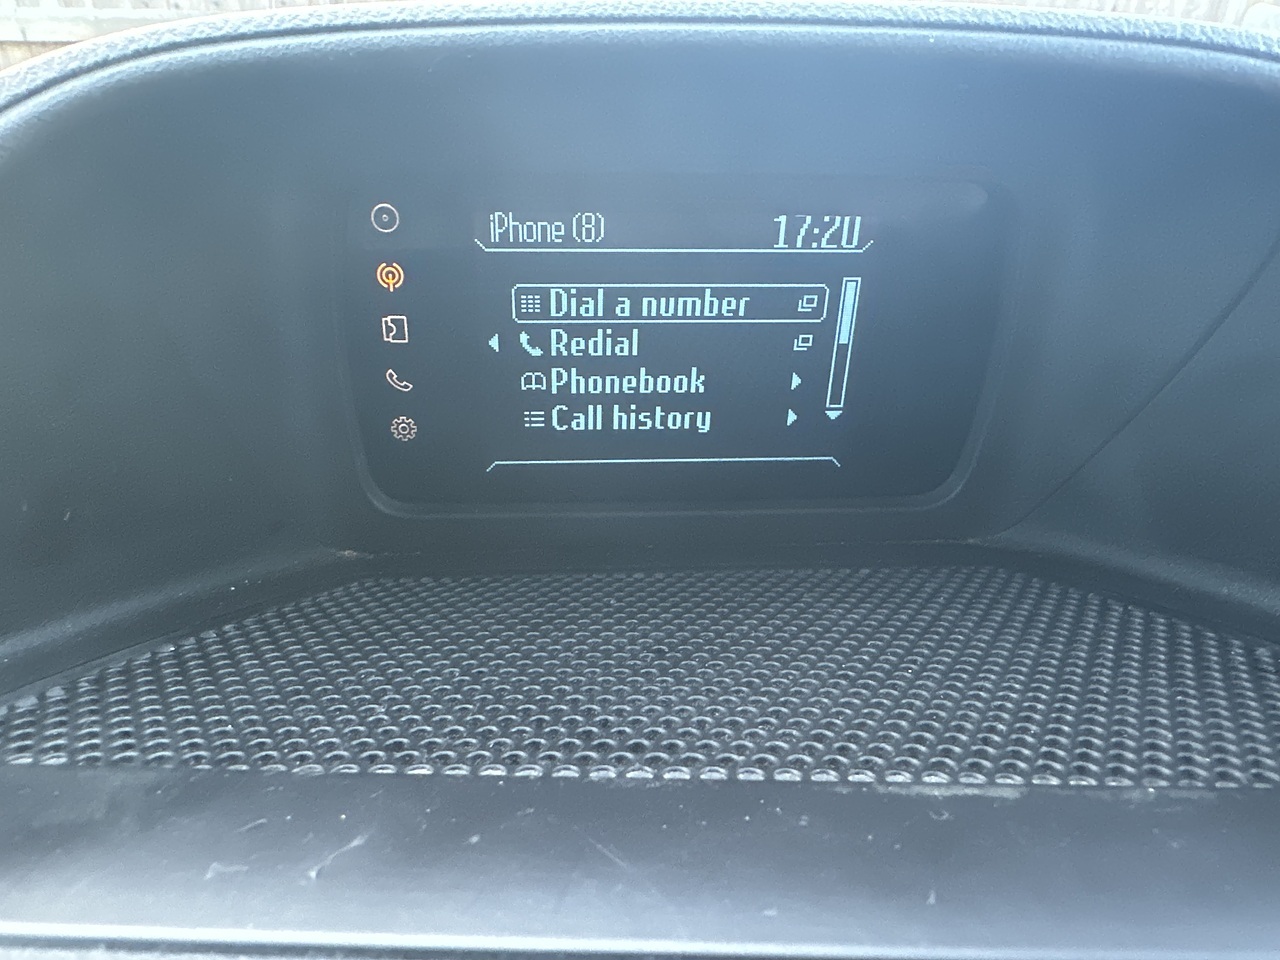 iPhone (8)
17:20
Dial a number
Redial
Phonebook
Call history